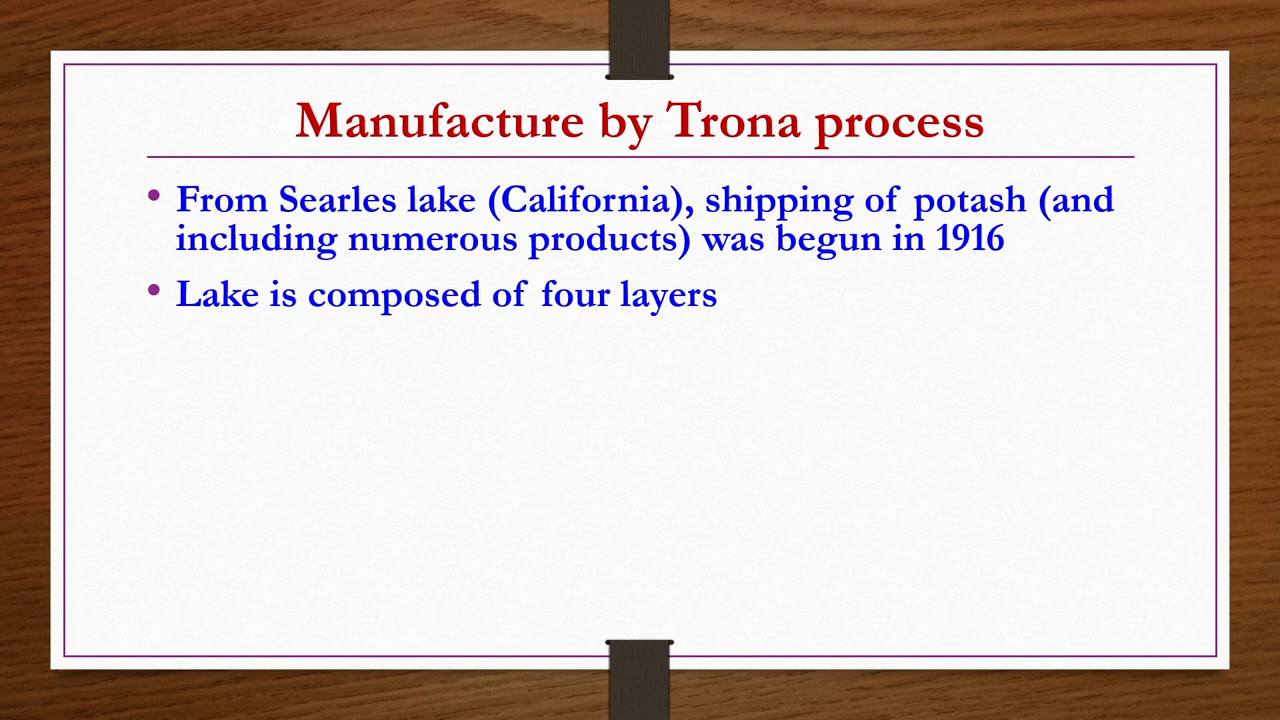 Manufacture by Trona process
• From Searles lake (California), shipping of potash (and
including numerous products) was begun in 1916
• Lake is composed of four layers